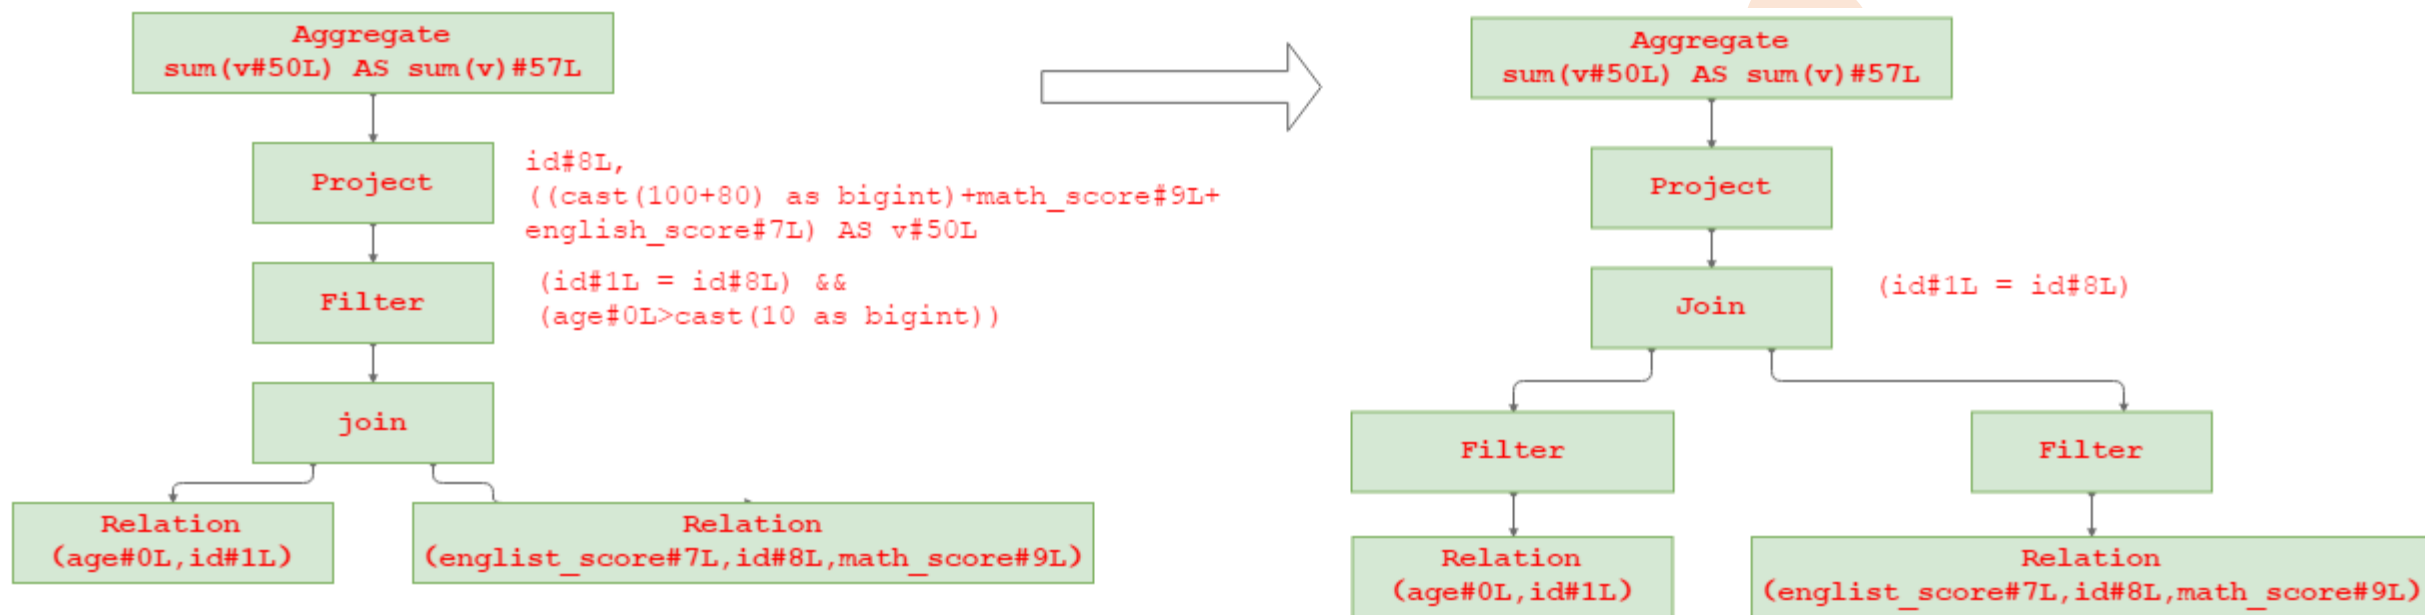 Aggregate
sum(v#50L) AS sum(v)#57L
Project
id#8L,
((cast(100+80) as bigint)+math_score#9L+
english_score#7L) AS v#50L
Filter
(id#1L = id#8L) &&
(age#0L>cast(10 as bigint))
join
Relation
(age#0L,id#1L)
Relation
(englist_score#7L,id#8L,math_score#9L)
Aggregate
sum(v#50L) AS sum(v)#57L
Project
Join
(id#1L = id#8L)
Filter
Filter
Relation
(age#0L,id#1L)
Relation
(englist_score#7L,id#8L,math_score#9L)